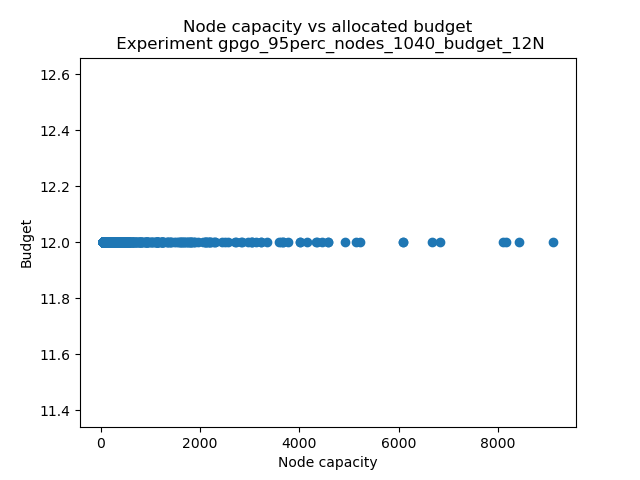 Node capacity vs allocated budget
Experiment gpgo_95perc_nodes_1040_budget_12N
12.6
12.4
12.2
12.0
11.8
11.6
11.4
Budget
0 2000 4000 6000 8000
Node capacity